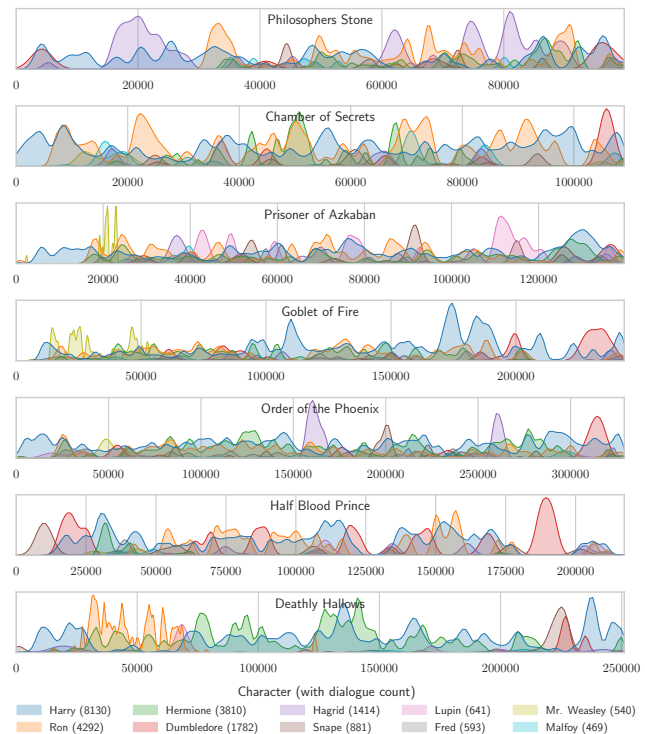 Philosophers Stone
0 20000 40000 60000 80000
Chamber of Secrets
0 20000 40000 60000 80000 100000
Prisoner of Azkaban
0 20000 40000 60000 80000 100000 120000
Goblet of Fire
0 50000 100000 150000 200000
Order of the Phoenix
0 50000 100000 150000 200000 250000 300000
Half Blood Prince
0 25000 50000 75000 100000 125000 150000 175000 200000
Deathly Hallows
0 50000 100000 150000 200000 250000
Character (with dialogue count)
Harry (8130) Hermione (3810) Hagrid (1414) Lupin (641) Mr. Weasley (540)
Ron (4292) Dumbledore (1782) Snape (881) Fred (593) Malfoy (469)